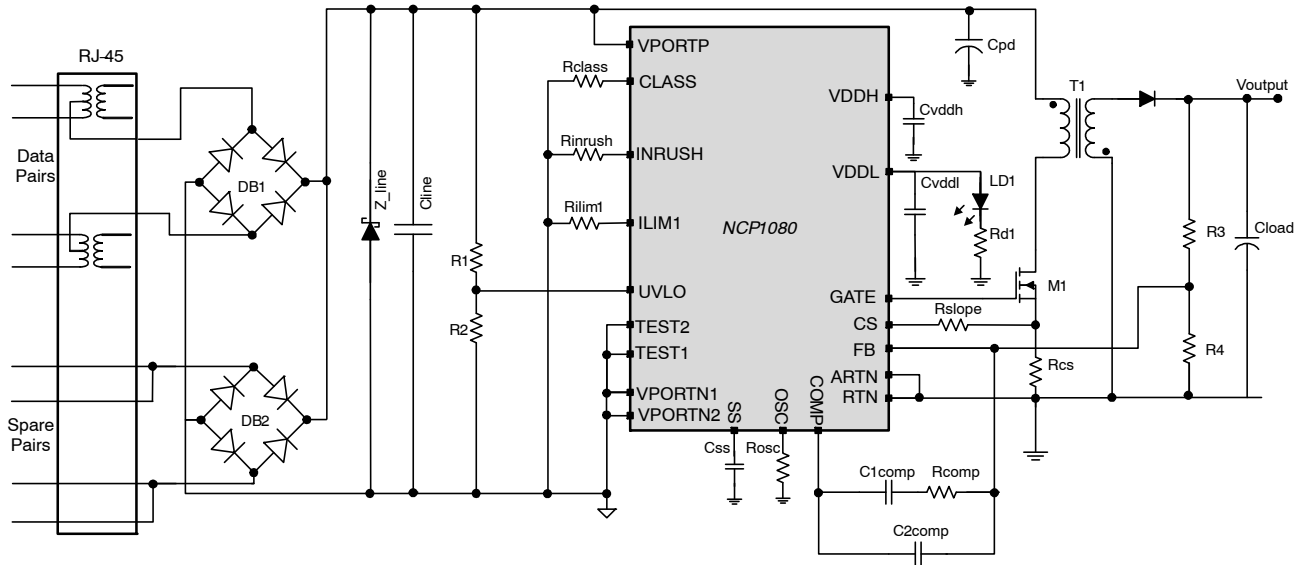 RJ-45
Data
Pairs
Spare
Pairs
DB1
DB2
Z_line
Cline
R1
R2
Rclass
Rinrush
Rilim1
VPORTP
CLASS
INRUSH
ILIM1
UVLO
TEST2
TEST1
VPORTN1
VPORTN2
NCP1080
VDDH
VDDL
GATE
CS
FB
ARTN
RTN
SS
OSC
COMP
Css
Rosc
C1comp
Rcomp
C2comp
Cvddh
Cvddl
LD1
Rd1
Cpd
T1
M1
Rslope
Rcs
Voutput
R3
R4
Cload